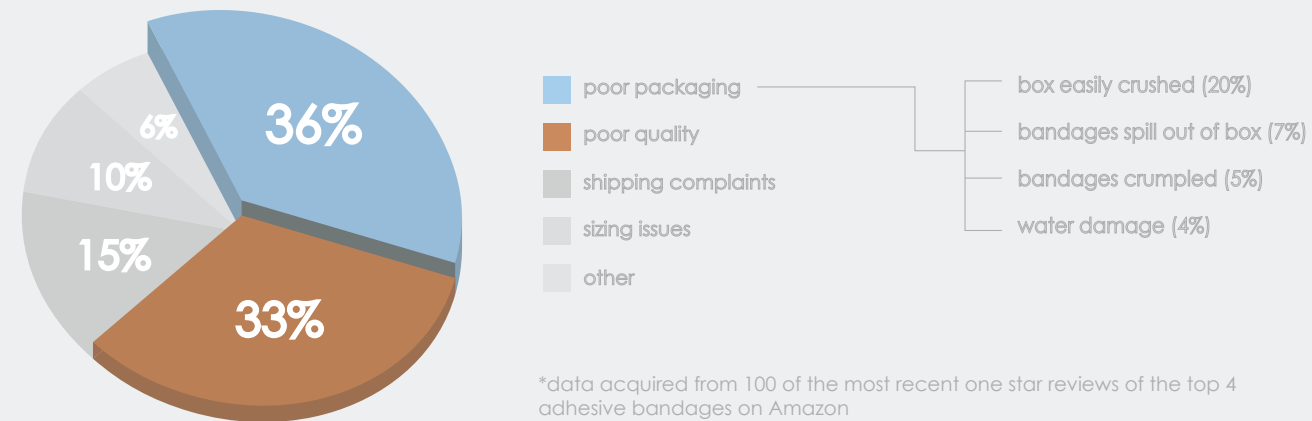 36%
6%
10%
15%
33%
poor packaging
poor quality
shipping complaints
sizing issues
other
box easily crushed (20%)
bandages spill out of box (7%)
bandages crumpled (5%)
water damage (4%)
*data acquired from 100 of the most recent one star reviews of the top 4
adhesive bandages on Amazon